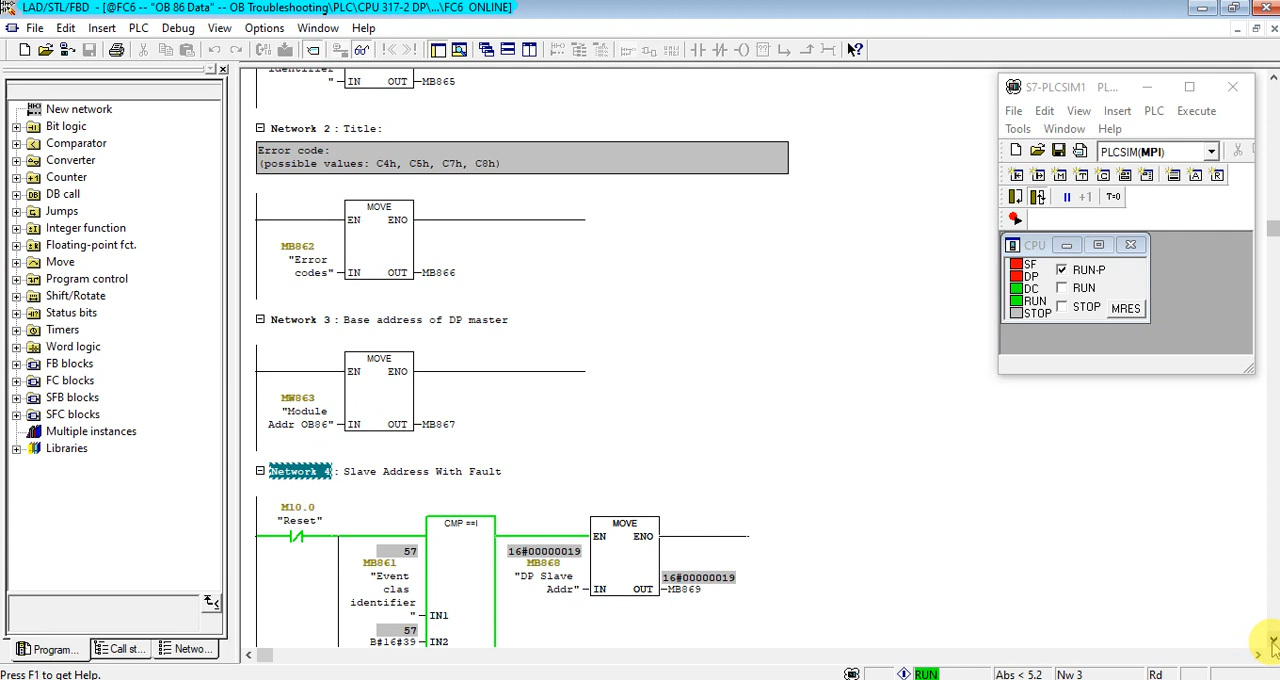 LAD/STL/FBD - [@FC6 -- "OB 86 Data" -- OB Troubleshooting\PLC\CPU 317-2 DP\...\FC6 ONLINE]
File Edit Insert PLC Debug View Options Window Help
New network
Bit logic
Comparator
Converter
Counter
DB call
Jumps
Integer function
Floating-point fct.
Move
Program control
Shift/Rotate
Status bits
Timers
Word logic
FB blocks
FC blocks
SFB blocks
SFC blocks
Multiple instances
Libraries
Program...
Call st...
Netwo...
identifier
"
IN OUT
MB865
Network 2 : Title:
Error code:
(possible values: C4h, C5h, C7h, C8h)
MOVE
EN ENO
MB862
"Error
codes"
IN OUT
MB866
Network 3 : Base address of DP master
MOVE
EN ENO
MW863
"Module
Addr OB86"
IN OUT
MB867
Network 4 : Slave Address With Fault
M10.0
"Reset"
CMP ==I
57
MB861
"Event
clas
identifier
"
IN1
57
B#16#39
IN2
MOVE
EN ENO
16#00000019
MB868
"DP Slave
Addr"
IN OUT
16#00000019
MB869
S7-PLCSIM1 PL...
File Edit View Insert PLC Execute
Tools Window Help
PLCSIM(MPI)
+1
T=0
CPU
SF
DP
DC
RUN
STOP
RUN-P
RUN
STOP
MRES
Press F1 to get Help.
RUN
Abs < 5.2
Nw 3
Rd